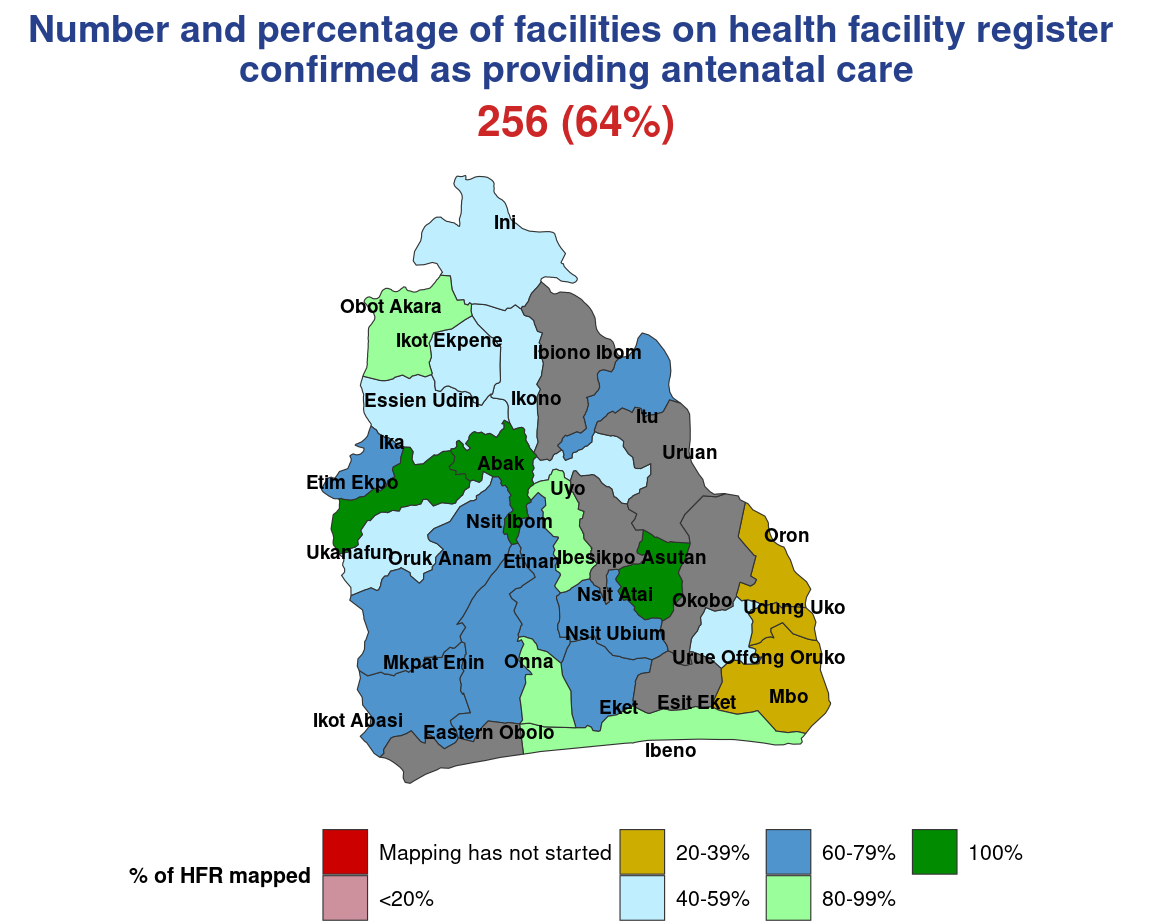 Number and percentage of facilities on health facility register
confirmed as providing antenatal care
256 (64%)
Ini
Obot Akara
Ikot Ekpene
Ibiono Ibom
Essien Udim
Ikono
Itu
Ika
Uruan
Abak
Etim Ekpo
Uyo
Nsit Ibom
Oron
Ukanafun
Oruk Anam
Etinan
Ibesikpo Asutan
Nsit Atai
Okobo
Udung Uko
Nsit Ubium
Mkpat Enin
Onna
Urue Offong Oruko
Mbo
Esit Eket
Eket
Ikot Abasi
Eastern Obolo
Ibeno
% of HFR mapped
Mapping has not started
<20%
20-39%
40-59%
60-79%
80-99%
100%